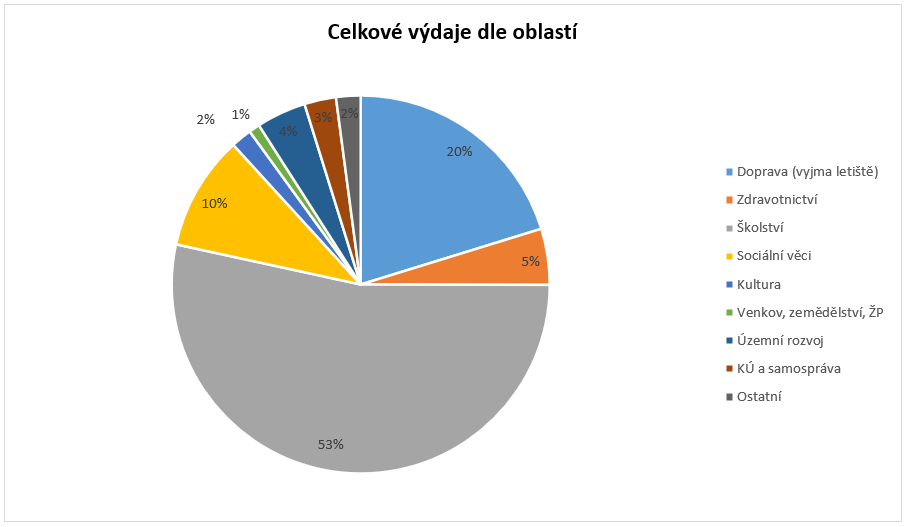 Celkové výdaje dle oblastí
2%
1%
4%
3%
2%
20%
10%
5%
53%
Doprava (vyjma letiště)
Zdravotnictví
Školství
Sociální věci
Kultura
Venkov, zemědělství, ŽP
Územní rozvoj
KÚ a samospráva
Ostatní